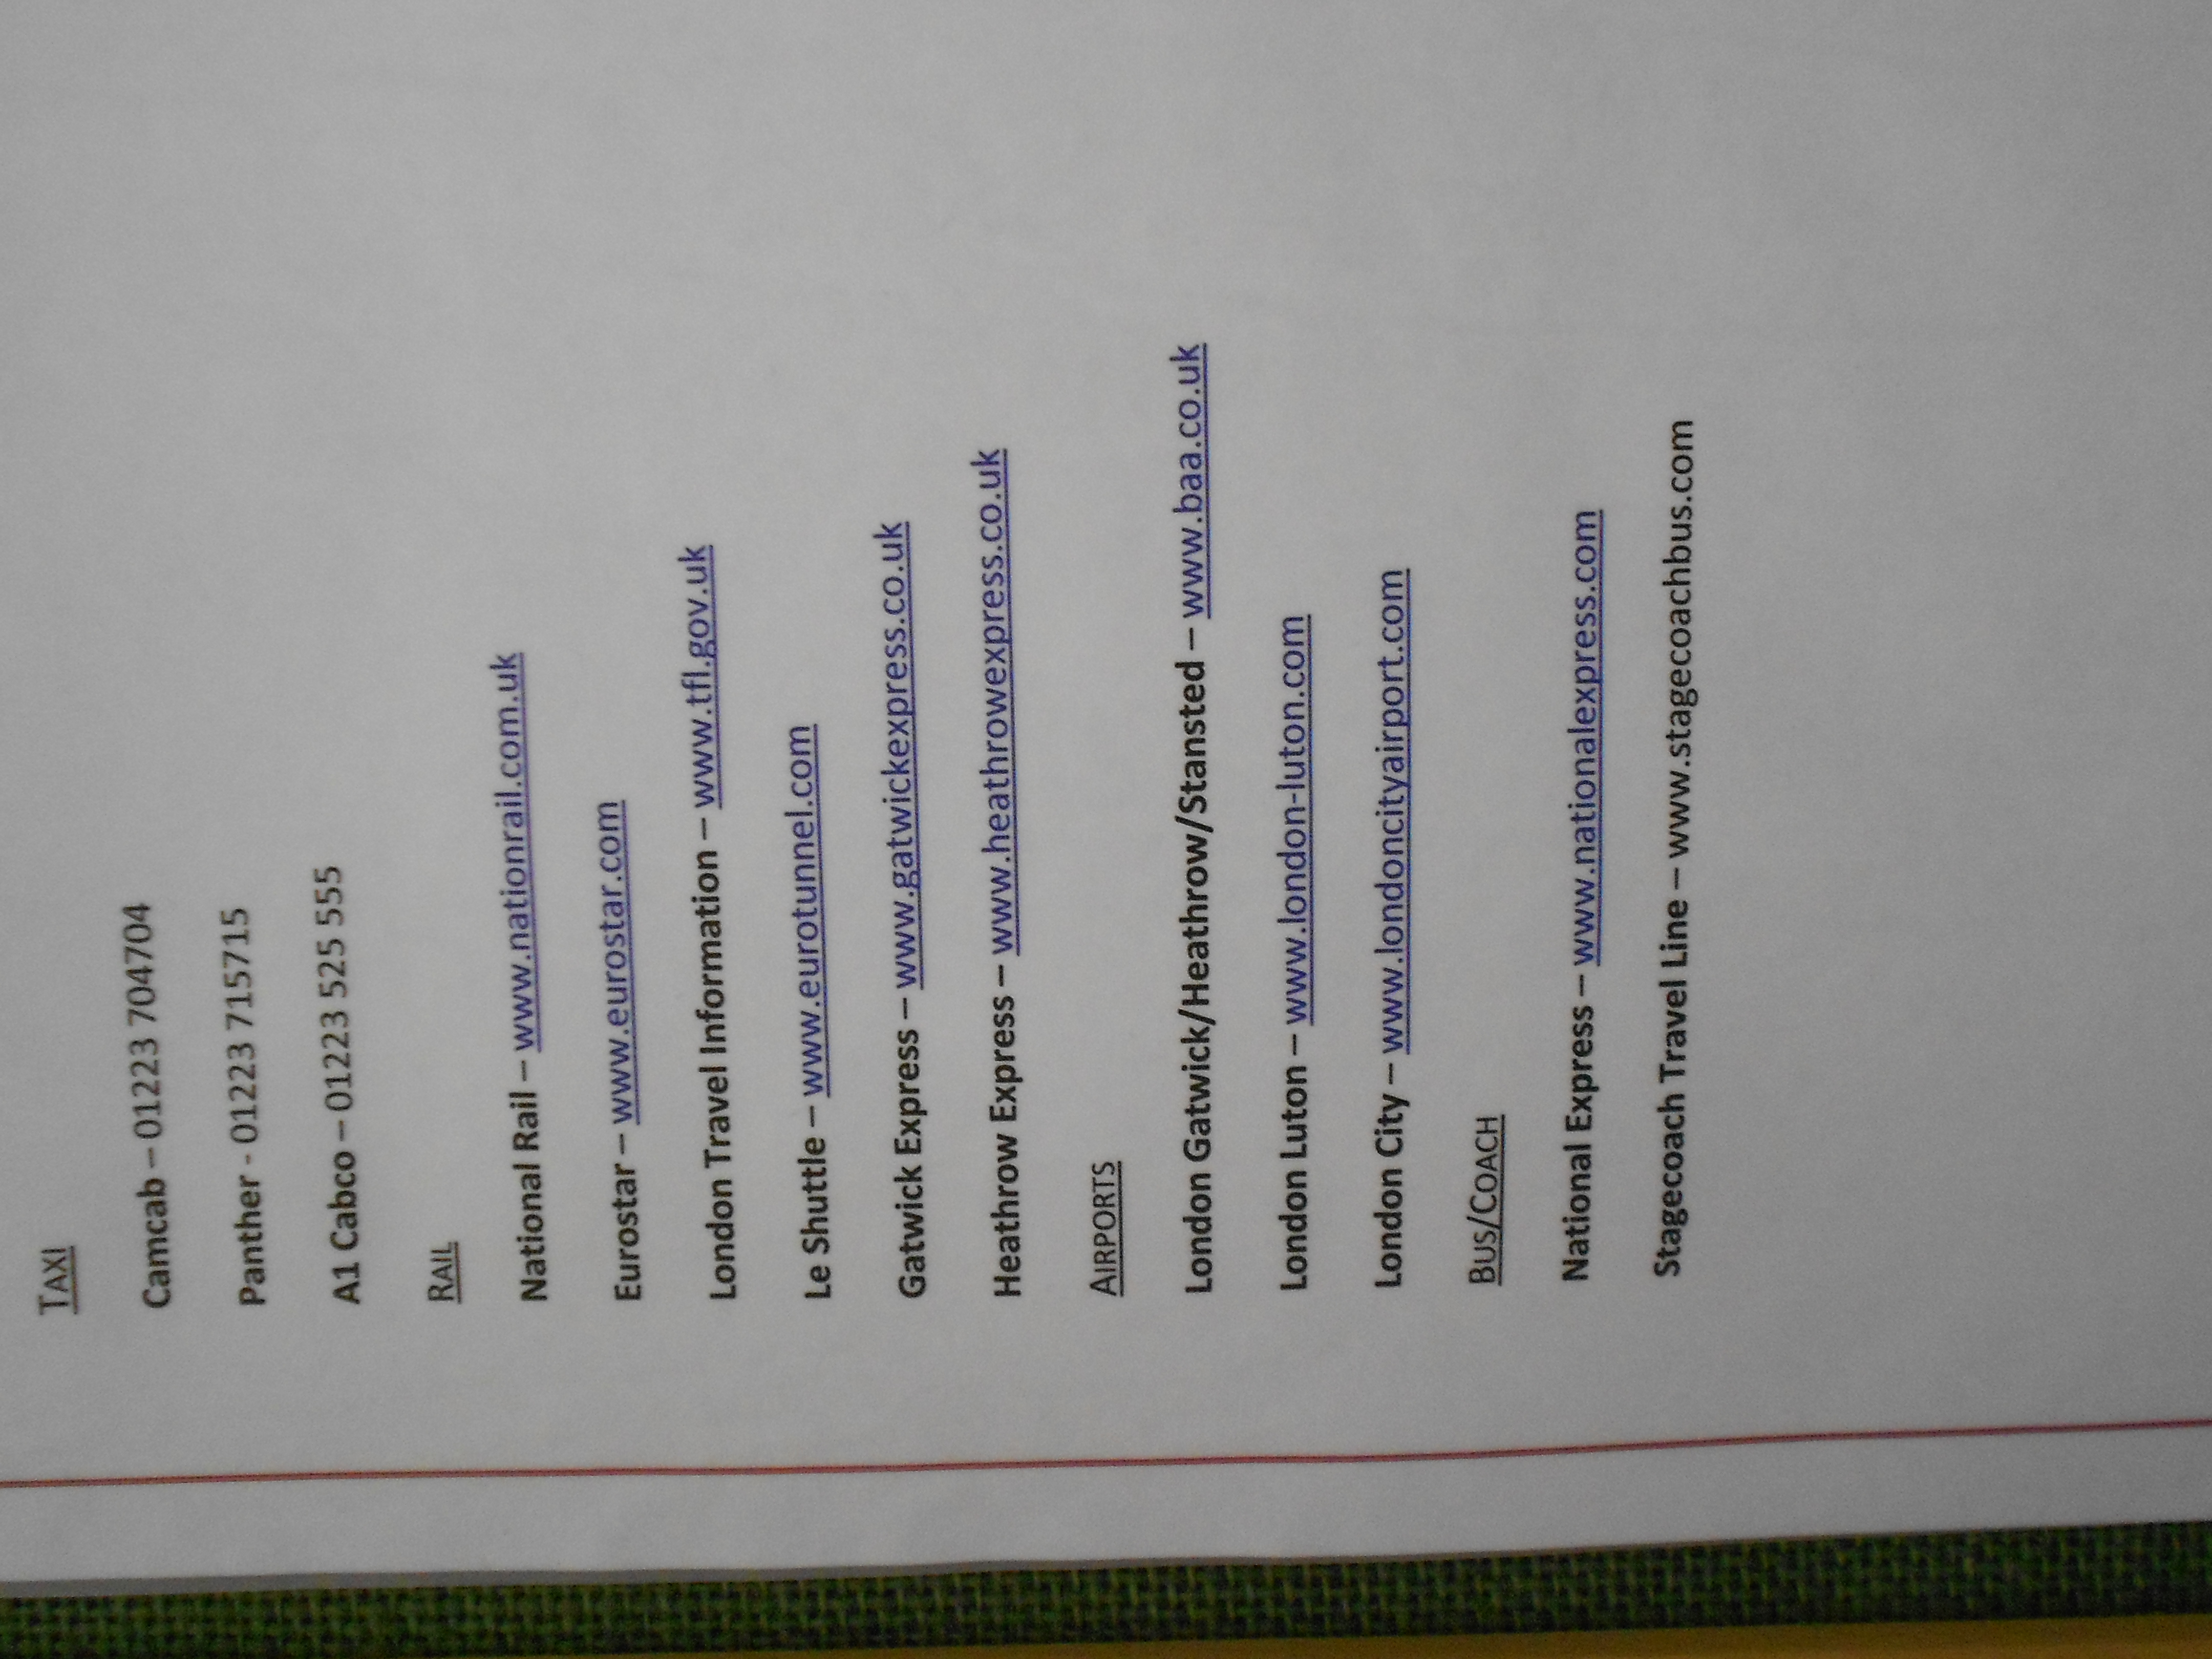 TAXI
Camcab – 01223 704704
Panther - 01223 715715
A1 Cabco – 01223 525 555
RAIL
National Rail – www.nationrail.com.uk
Eurostar – www.eurostar.com
London Travel Information – www.tfl.gov.uk
Le Shuttle – www.eurotunnel.com
Gatwick Express – www.gatwickexpress.co.uk
Heathrow Express – www.heathrowexpress.co.uk
AIRPORTS
London Gatwick/Heathrow/Stansted – www.baa.co.uk
London Luton – www.london-luton.com
London City – www.londoncityairport.com
BUS/COACH
National Express – www.nationalexpress.com
Stagecoach Travel Line – www.stagecoachbus.com